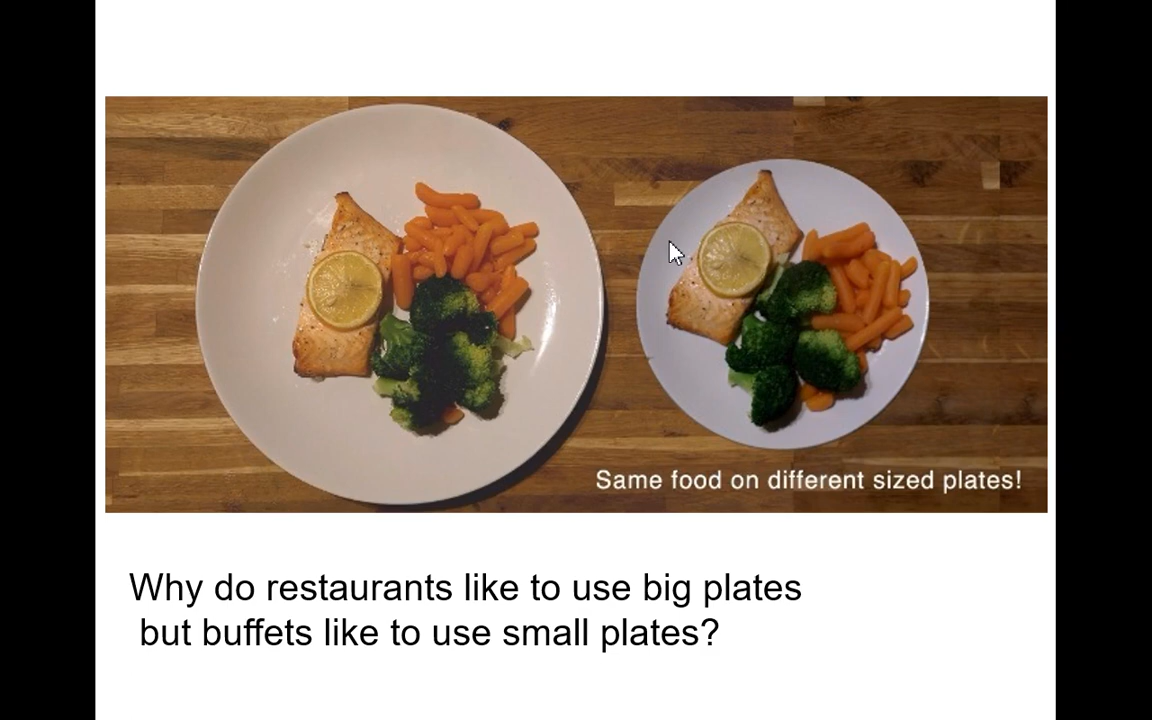 Same food on different sized plates!
Why do restaurants like to use big plates
but buffets like to use small plates?